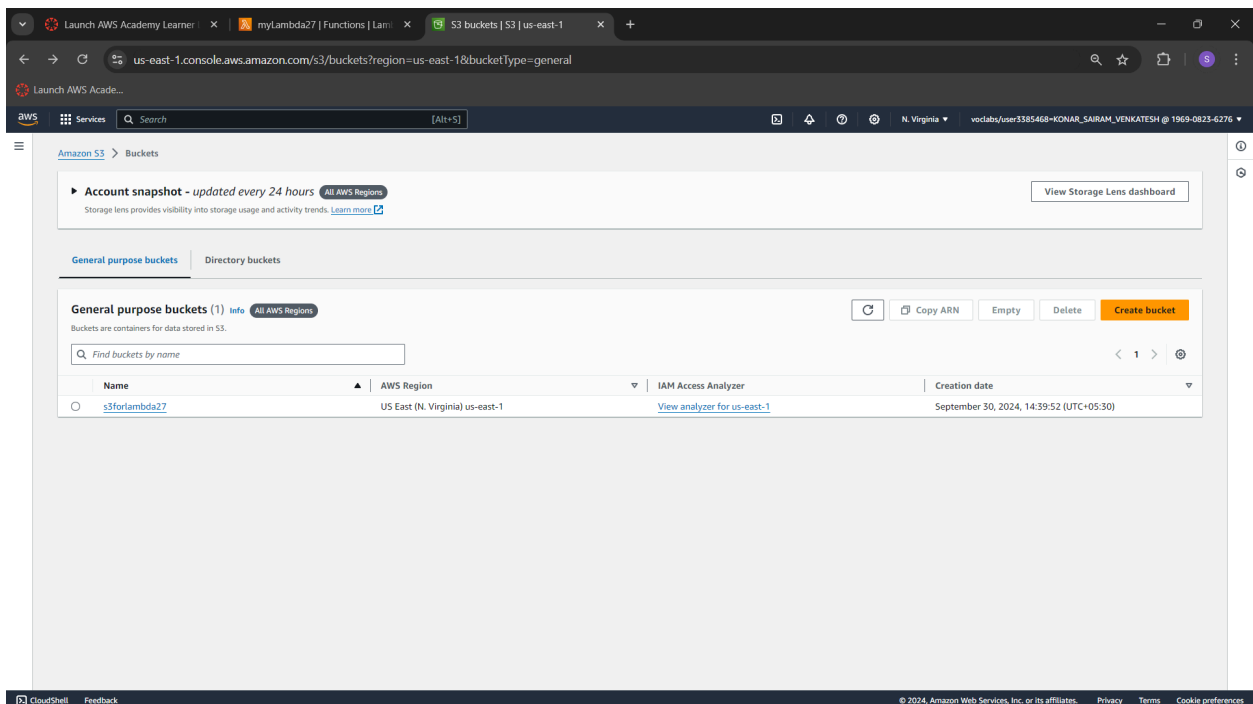 Launch AWS Academy Learner
myLambda27 | Functions | Lam
S3 buckets | S3 | us-east-1
us-east-1.console.aws.amazon.com/s3/buckets?region=us-east-1&bucketType=general
S
Launch AWS Acade...
aws
Services
Search
[Alt+S]
N. Virginia
voclabs/user3385468=KONAR_SAIRAM_VENKATESH @ 1969-0823-6276
Amazon S3 > Buckets
Account snapshot - updated every 24 hours All AWS Regions
Storage lens provides visibility into storage usage and activity trends. Learn more
View Storage Lens dashboard
General purpose buckets
Directory buckets
General purpose buckets (1) Info All AWS Regions
Buckets are containers for data stored in S3.
Copy ARN
Empty
Delete
Create bucket
Find buckets by name
1
Name
AWS Region
IAM Access Analyzer
Creation date
s3forlambda27
US East (N. Virginia) us-east-1
View analyzer for us-east-1
September 30, 2024, 14:39:52 (UTC+05:30)
CloudShell
Feedback
© 2024, Amazon Web Services, Inc. or its affiliates.
Privacy
Terms
Cookie preferences